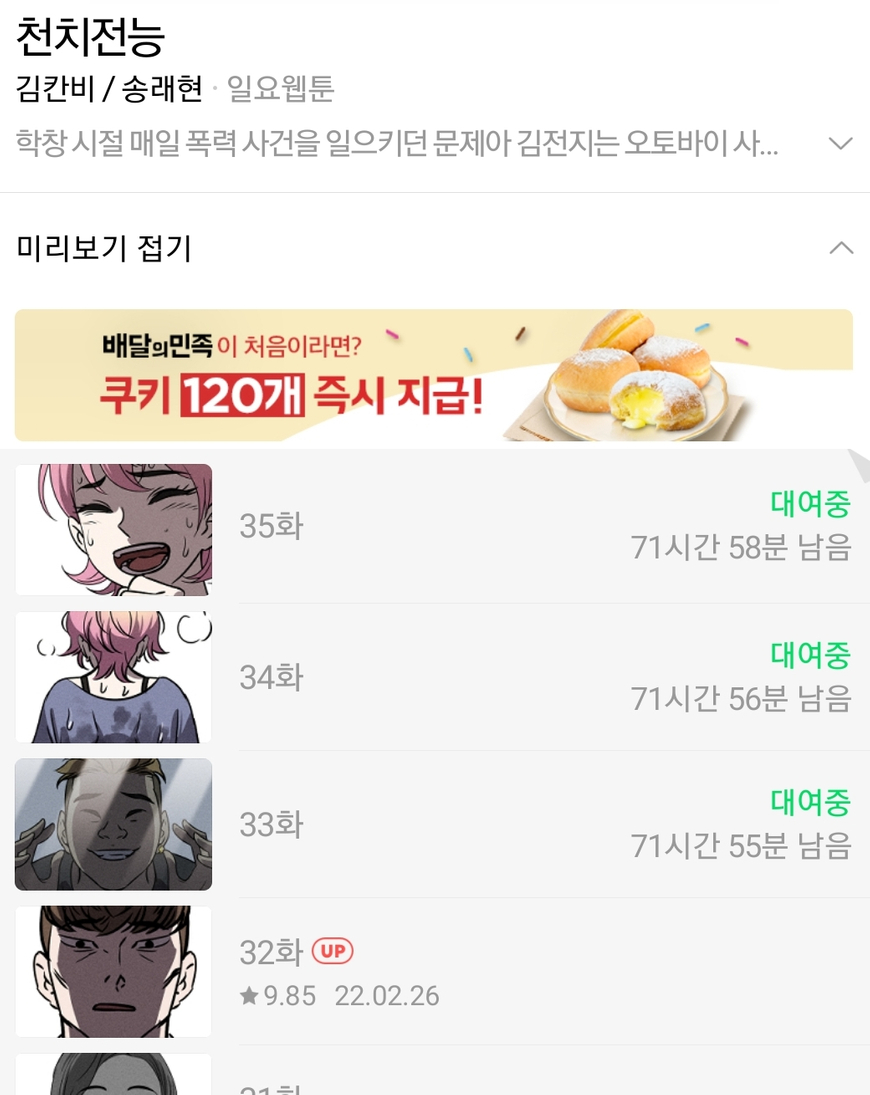 천치전능
김칸비 / 송래현 · 일요웹툰
학창 시절 매일 폭력 사건을 일으키던 문제아 김전지는 오토바이 사...
미리보기 접기
배달의민족이 처음이라면?
쿠키 120개 즉시 지급!
35화
대여중
71시간 58분 남음
34화
대여중
71시간 56분 남음
33화
대여중
71시간 55분 남음
32화 UP
★9.85 22.02.26
31화